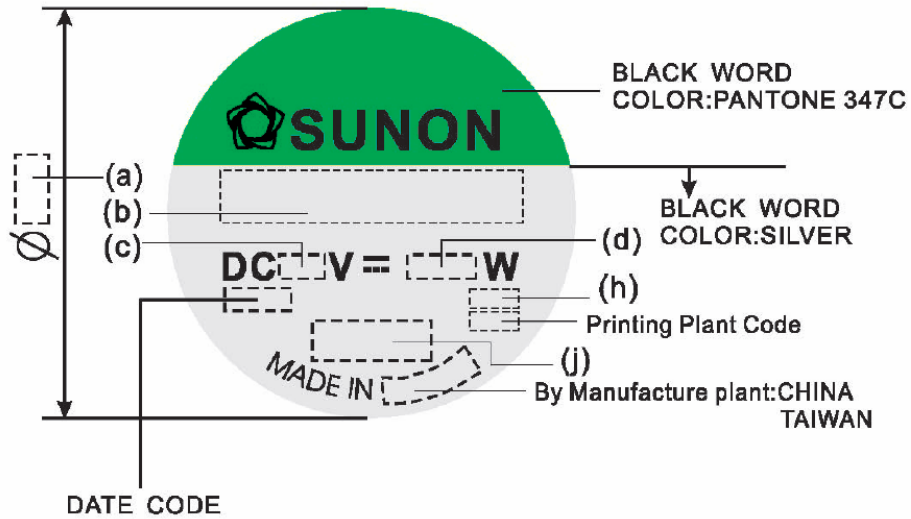 BLACK WORD
COLOR:PANTONE 347C
SUNON
(a)
(b)
BLACK WORD
COLOR:SILVER
(c)
(d)
Ø
DC V⎓ W
(h)
Printing Plant Code
(j)
MADE IN
By Manufacture plant:CHINA
TAIWAN
DATE CODE